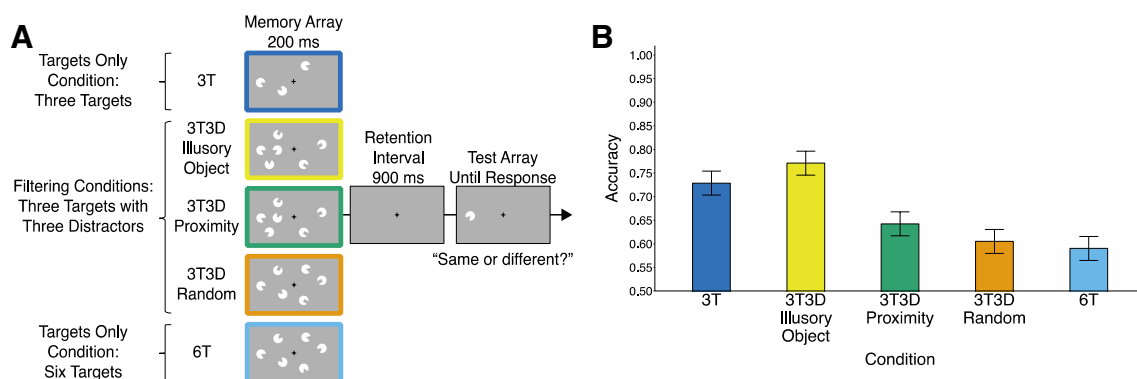 A
Memory Array
200 ms
Targets Only
Condition:
Three Targets
3T
Filtering Conditions:
Three Targets with
Three Distractors
3T3D
Illusory
Object
3T3D
Proximity
3T3D
Random
Retention
Interval
900 ms
Test Array
Until Response
"Same or different?"
Targets Only
Condition:
Six Targets
6T
B
Accuracy
1.00
0.95
0.90
0.85
0.80
0.75
0.70
0.65
0.60
0.55
0.50
3T
3T3D
Illusory
Object
3T3D
Proximity
3T3D
Random
6T
Condition